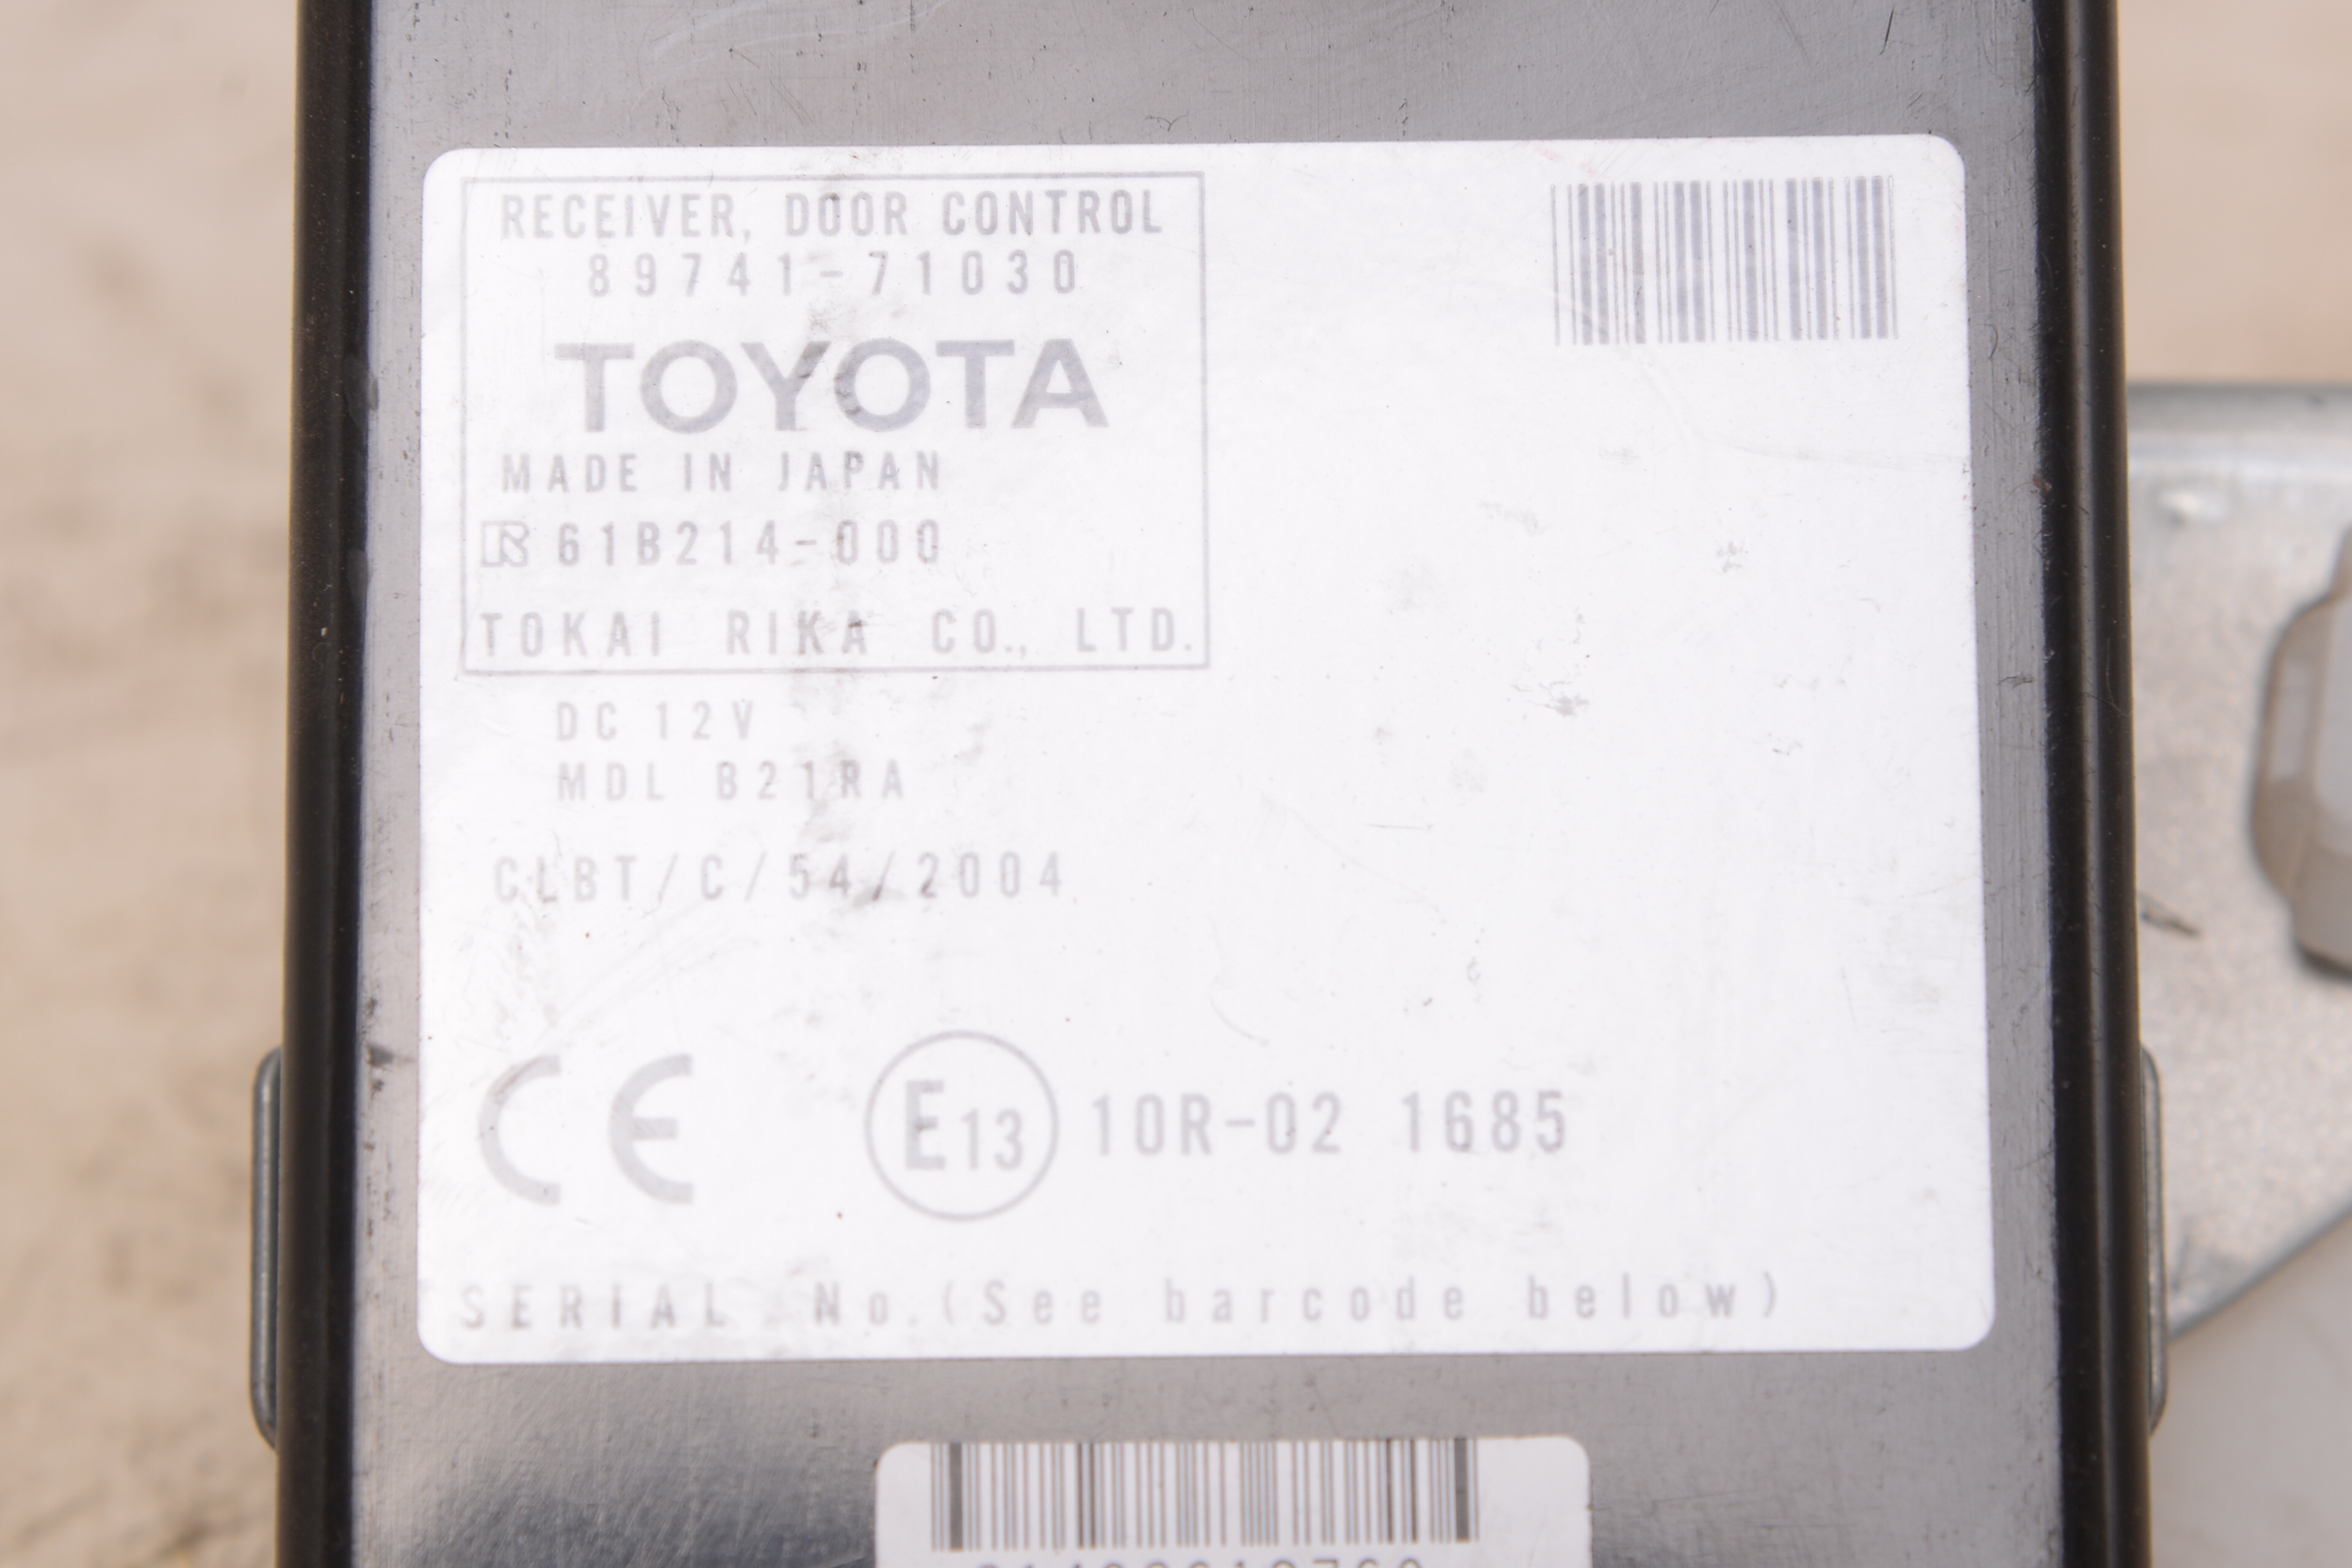 RECEIVER, DOOR CONTROL
89741-71030
TOYOTA
MADE IN JAPAN
61B214-000
TOKAI RIKA CO., LTD.
DC 12V
MDL B21RA
CLBT/C/54/2004
CE E13 10R-02 1685
SERIAL No.(See barcode below)